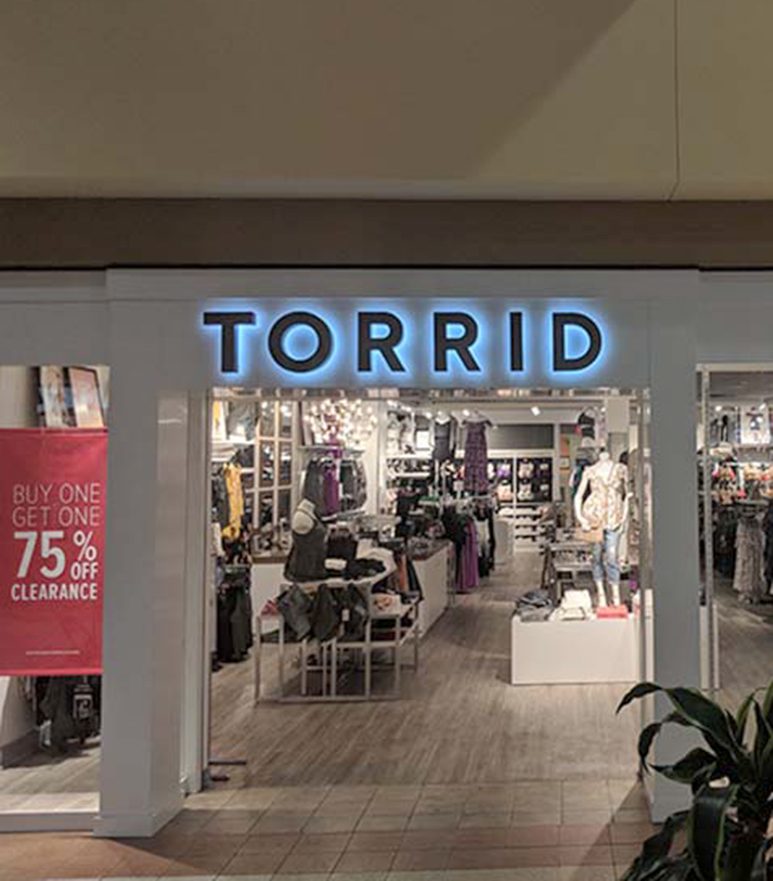 TORRID
BUY ONE
GET ONE
75% OFF
CLEARANCE